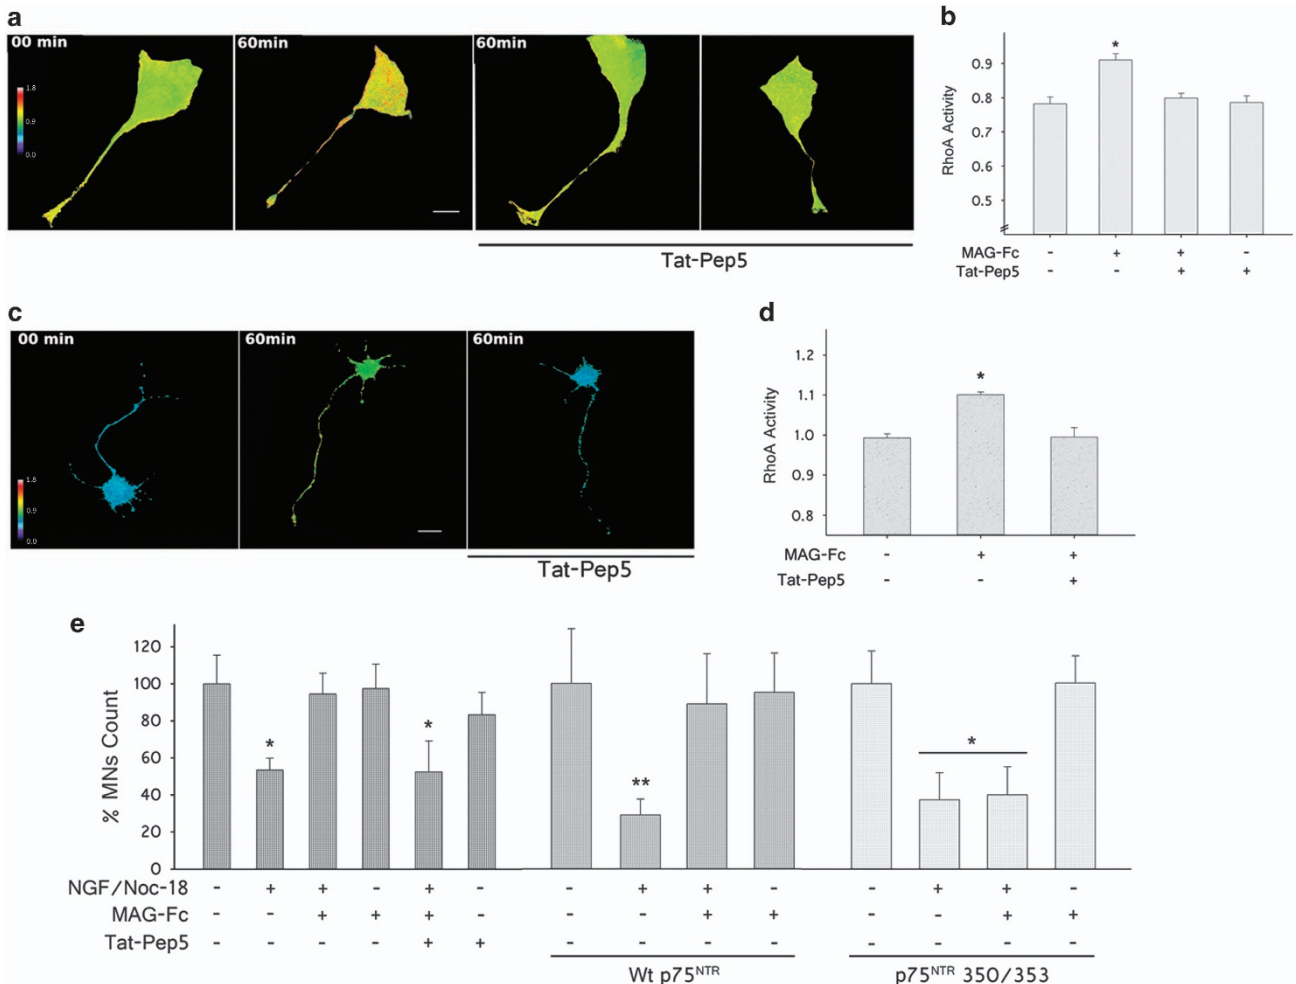 a
00 min
60min
60min
1.8
0.9
0.0
Tat-Pep5
b
RhoA Activity
0.9
0.8
0.7
0.6
0.5
*
MAG-Fc - + + -
Tat-Pep5 - - + +
c
00 min
60min
60min
1.8
0.9
0.0
Tat-Pep5
d
RhoA Activity
1.2
1.1
1.0
0.9
0.8
*
MAG-Fc - + +
Tat-Pep5 - - +
e
% MNs Count
120
100
80
60
40
20
0
* * ** *
NGF/Noc-18 - + + - + - - + + - - + + -
MAG-Fc - - + + + - - - + + - - + +
Tat-Pep5 - - - - + + - - - - - - - -
Wt p75NTR p75NTR 350/353